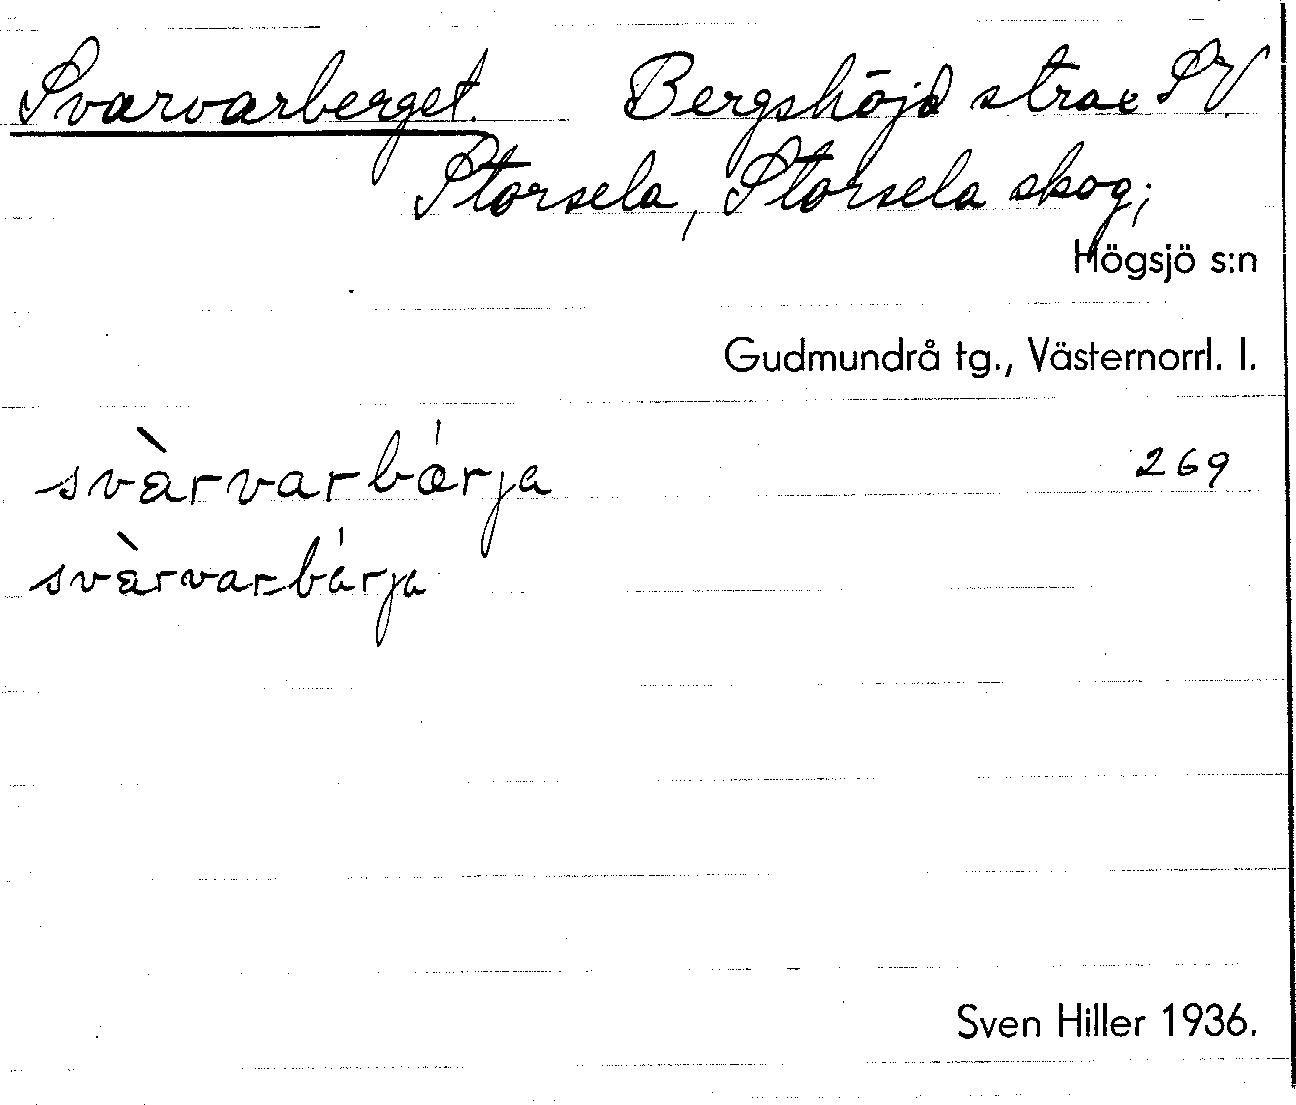 Svarvarberget. Bergshöjd strax SV.
Storsela, Storsela skog;
Högsjö s:n
Gudmundrå tg., Västernorrl. l.
svàrvarbárja 269
svàrvarbárja
Sven Hiller 1936.